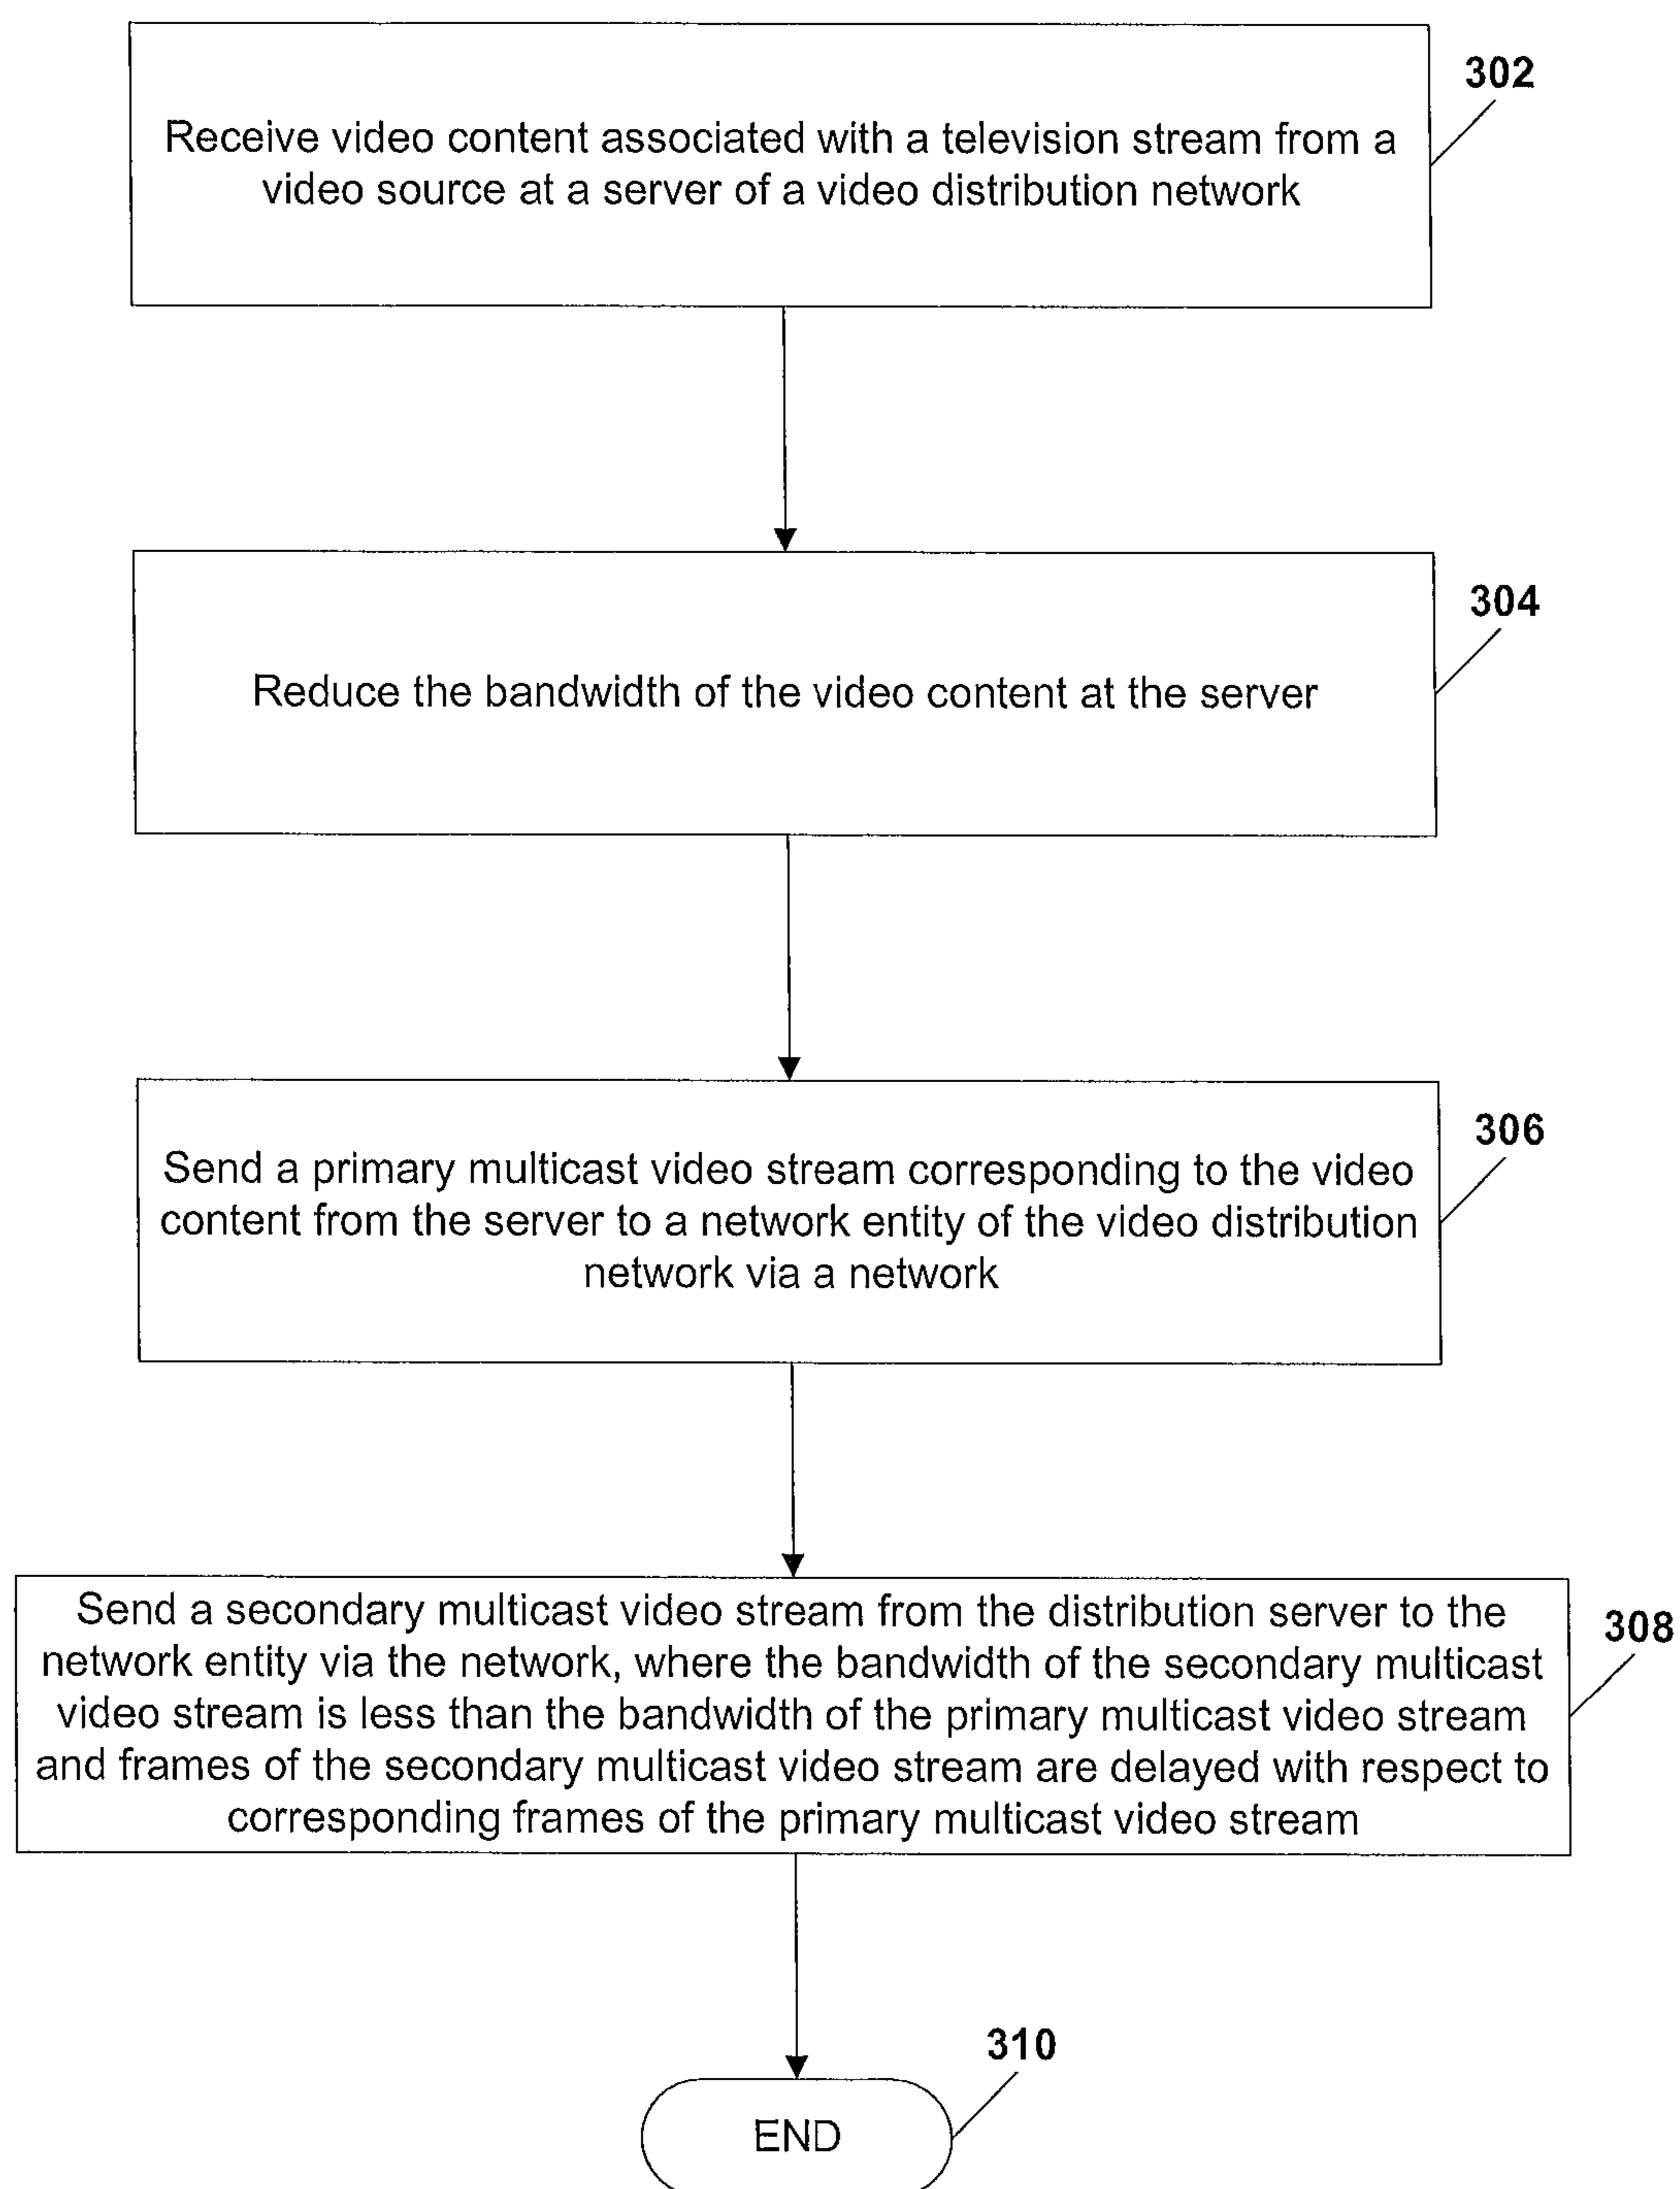 302
Receive video content associated with a television stream from a
video source at a server of a video distribution network
304
Reduce the bandwidth of the video content at the server
306
Send a primary multicast video stream corresponding to the video
content from the server to a network entity of the video distribution
network via a network
308
Send a secondary multicast video stream from the distribution server to the
network entity via the network, where the bandwidth of the secondary multicast
video stream is less than the bandwidth of the primary multicast video stream
and frames of the secondary multicast video stream are delayed with respect to
corresponding frames of the primary multicast video stream
310
END